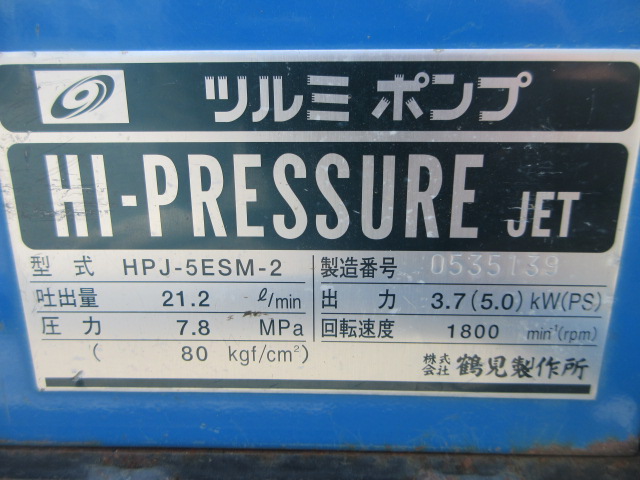 ツルミ ポンプ
HI-PRESSURE JET
型式 HPJ-5ESM-2 製造番号 0535139
吐出量 21.2 ℓ/min 出力 3.7(5.0) kW(PS)
圧力 7.8 MPa 回転速度 1800 min⁻¹(rpm)
( 80 kgf/cm²)
株式会社 鶴見製作所